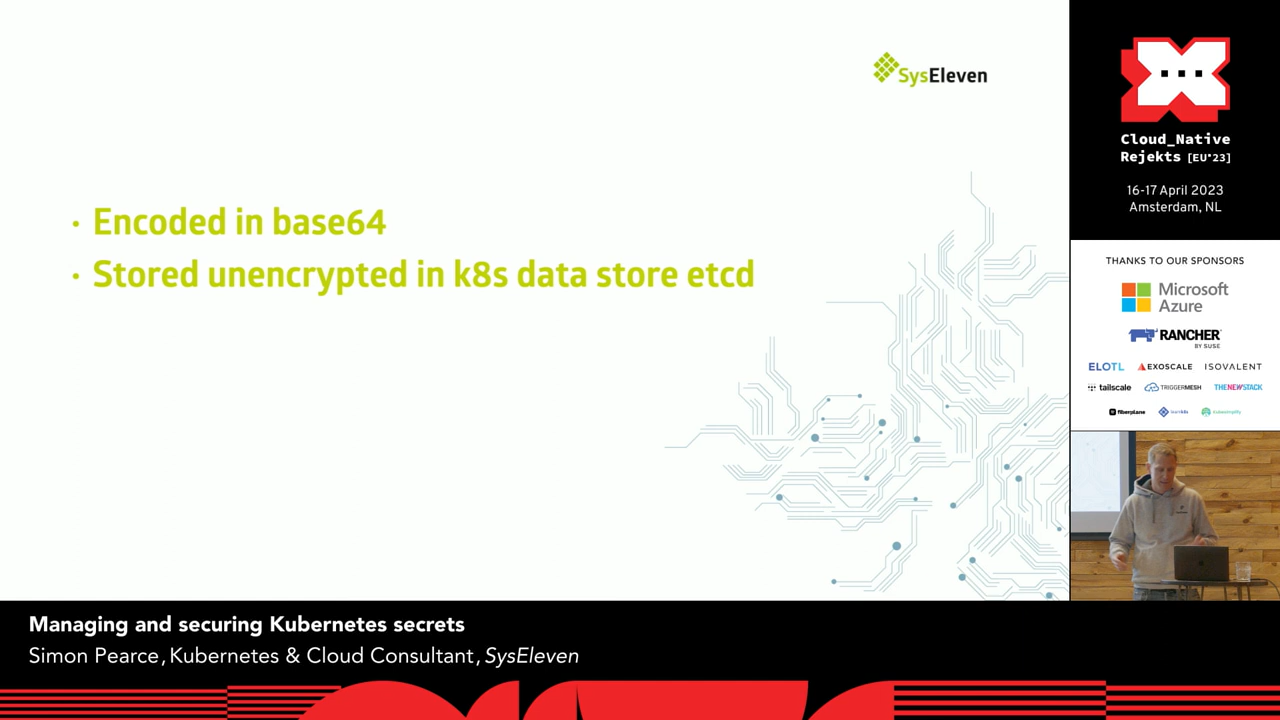 SysEleven
· Encoded in base64
· Stored unencrypted in k8s data store etcd
Cloud_Native
Rejekts [EU*23]
16-17 April 2023
Amsterdam, NL
THANKS TO OUR SPONSORS
Microsoft
Azure
RANCHER
BY SUSE
ELOTL EXOSCALE ISOVALENT
tailscale TRIGGERMESH THENEWSTACK
fiberplane
Managing and securing Kubernetes secrets
Simon Pearce, Kubernetes & Cloud Consultant, SysEleven